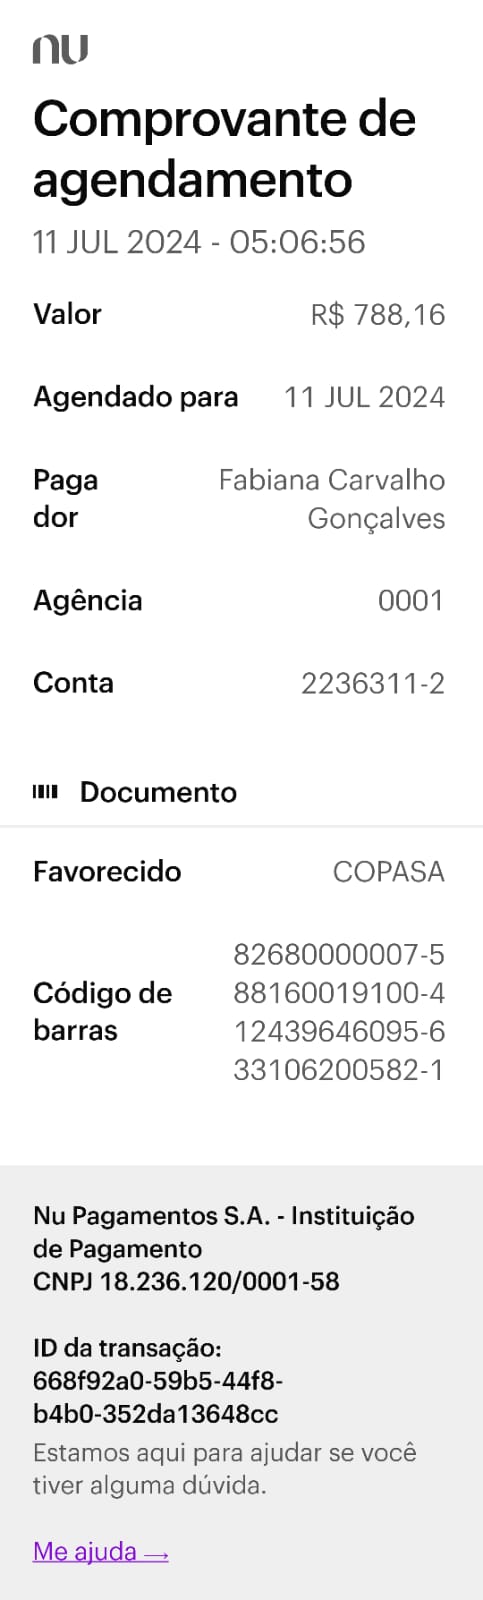 nu
Comprovante de
agendamento
11 JUL 2024 - 05:06:56
Valor R$ 788,16
Agendado para 11 JUL 2024
Paga
dor
Fabiana Carvalho
Gonçalves
Agência 0001
Conta 2236311-2
Documento
Favorecido COPASA
Código de
barras
82680000007-5
88160019100-4
12439646095-6
33106200582-1
Nu Pagamentos S.A. - Instituição
de Pagamento
CNPJ 18.236.120/0001-58
ID da transação:
668f92a0-59b5-44f8-
b4b0-352da13648cc
Estamos aqui para ajudar se você
tiver alguma dúvida.
Me ajuda →